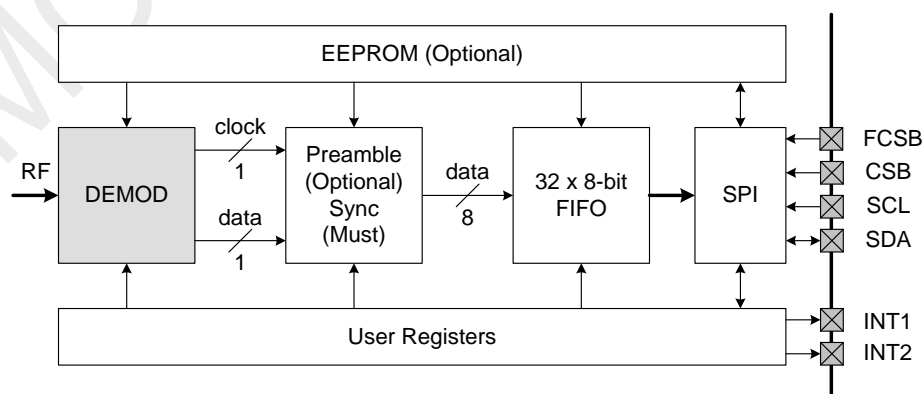 EEPROM (Optional)
RF
DEMOD
clock
1
data
1
Preamble
(Optional)
Sync
(Must)
data
8
32 x 8-bit
FIFO
SPI
FCSB
CSB
SCL
SDA
User Registers
INT1
INT2